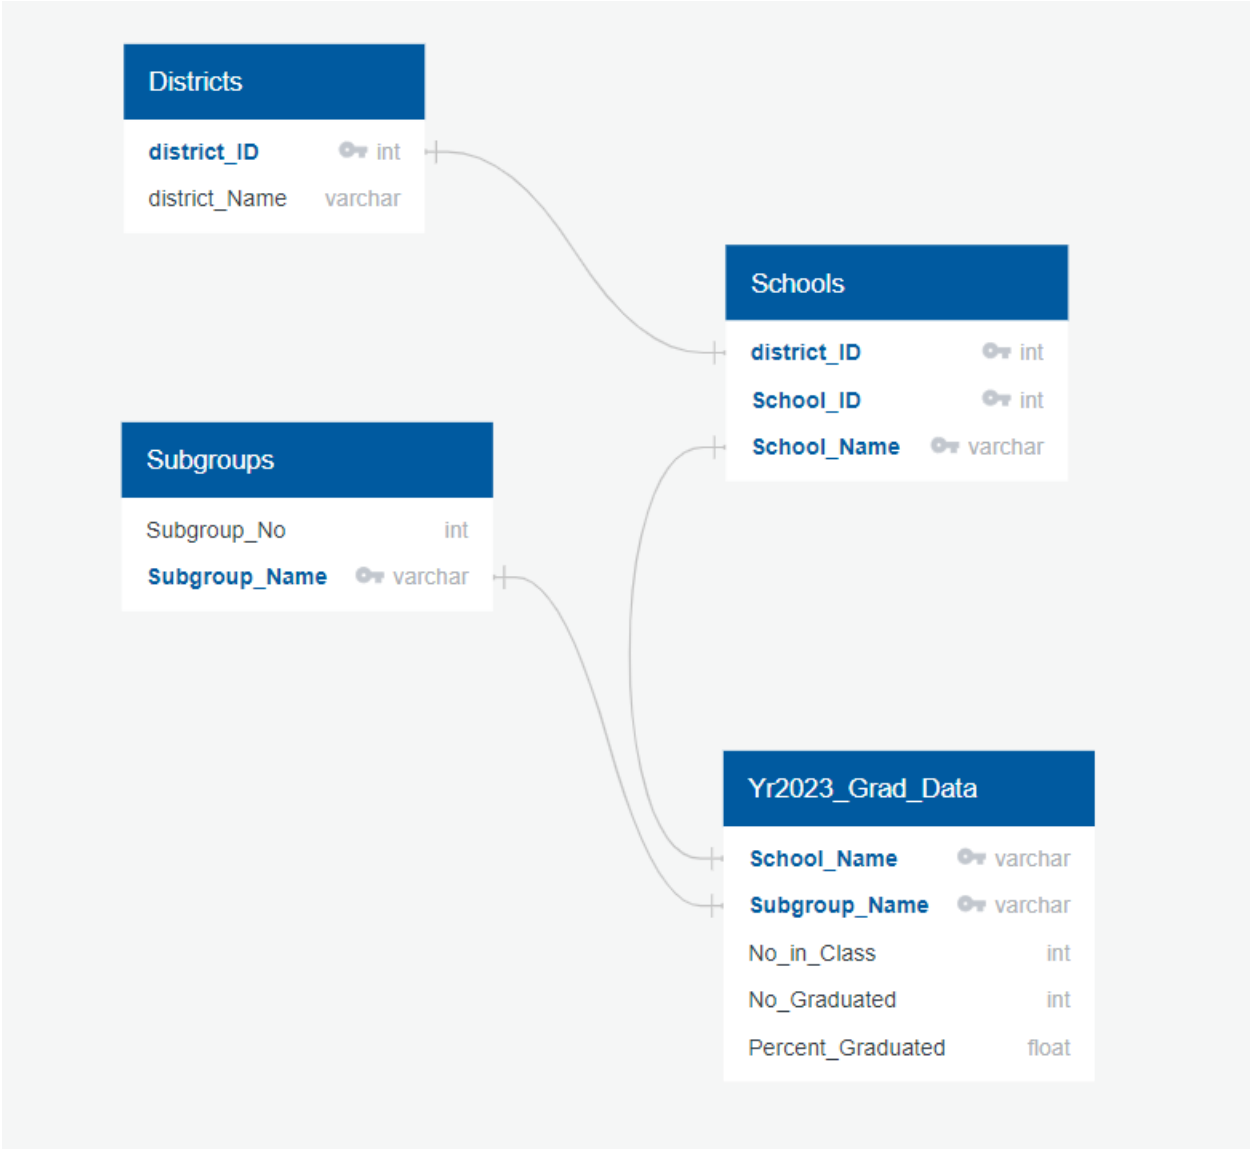 Districts
district_ID int
district_Name varchar
Schools
district_ID int
School_ID int
School_Name varchar
Subgroups
Subgroup_No int
Subgroup_Name varchar
Yr2023_Grad_Data
School_Name varchar
Subgroup_Name varchar
No_in_Class int
No_Graduated int
Percent_Graduated float